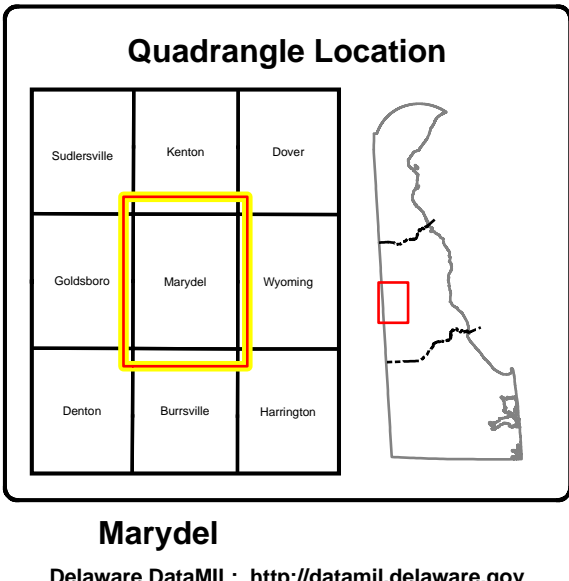 Quadrangle Location
Sudlersville Kenton Dover
Goldsboro Marydel Wyoming
Denton Burrsville Harrington
Marydel
Delaware DataMIL : http://datamil.delaware.gov